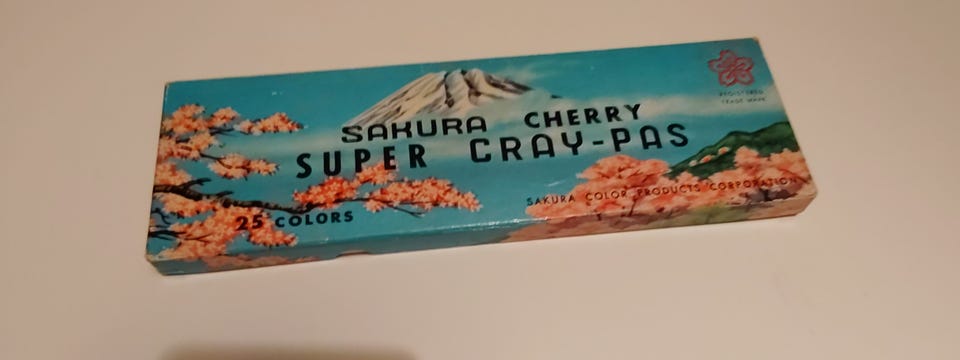 REGISTERED
TRADE MARK
SAKURA CHERRY
SUPER CRAY-PAS
SAKURA COLOR PRODUCTS CORPORATION
25 COLORS